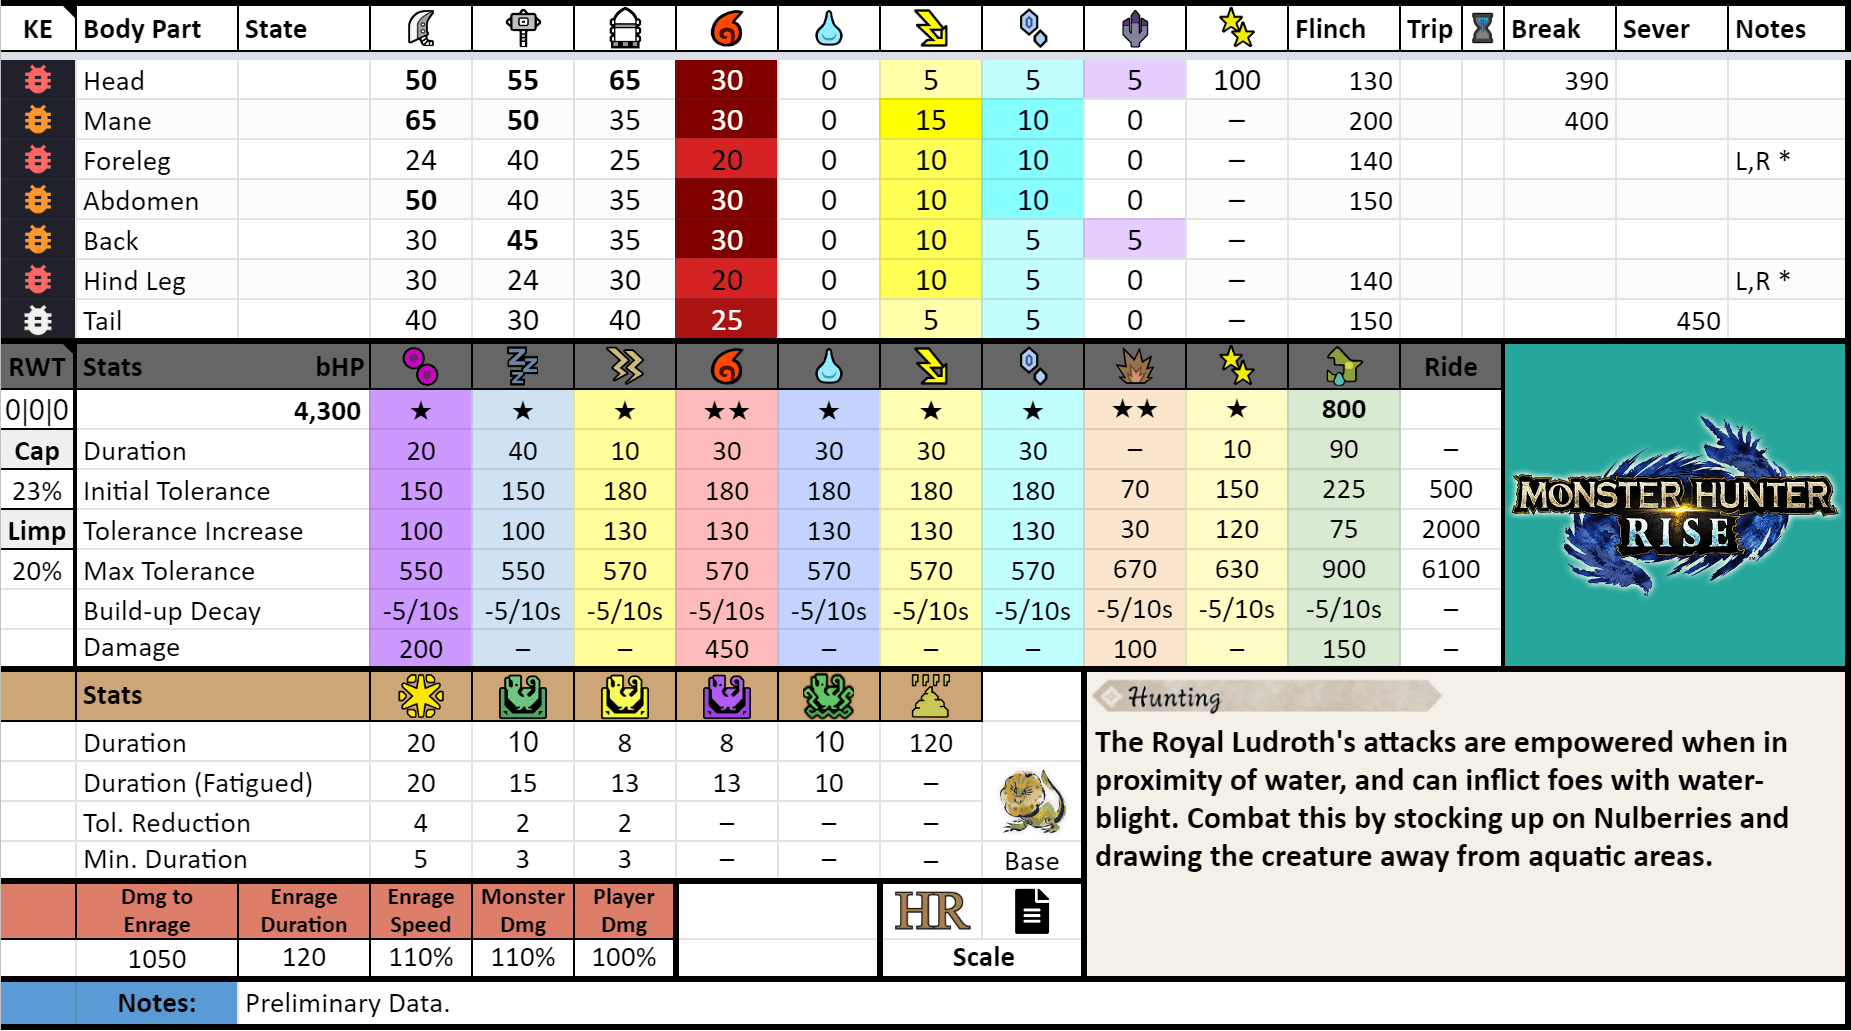 KE Body Part State Flinch Trip Break Sever Notes
Head 50 55 65 30 0 5 5 5 100 130 390
Mane 65 50 35 30 0 15 10 0 – 200 400
Foreleg 24 40 25 20 0 10 10 0 – 140 L,R *
Abdomen 50 40 35 30 0 10 10 0 – 150
Back 30 45 35 30 0 10 5 5 –
Hind Leg 30 24 30 20 0 10 5 0 – 140 L,R *
Tail 40 30 40 25 0 5 5 0 – 150 450
RWT Stats bHP Ride
0|0|0 4,300 ★ ★ ★ ★★ ★ ★ ★ ★★ ★ 800
Cap Duration 20 40 10 30 30 30 30 – 10 90 –
23% Initial Tolerance 150 150 180 180 180 180 180 70 150 225 500
Limp Tolerance Increase 100 100 130 130 130 130 130 30 120 75 2000
20% Max Tolerance 550 550 570 570 570 570 570 670 630 900 6100
Build-up Decay -5/10s -5/10s -5/10s -5/10s -5/10s -5/10s -5/10s -5/10s -5/10s -5/10s –
Damage 200 – – 450 – – – 100 – 150 –
MONSTER HUNTER
RISE
Stats
Duration 20 10 8 8 10 120
Duration (Fatigued) 20 15 13 13 10 –
Tol. Reduction 4 2 2 – – –
Min. Duration 5 3 3 – – – Base
Hunting
The Royal Ludroth's attacks are empowered when in
proximity of water, and can inflict foes with water-
blight. Combat this by stocking up on Nulberries and
drawing the creature away from aquatic areas.
Dmg to Enrage Enrage Monster Player
Enrage Duration Speed Dmg Dmg
HR
1050 120 110% 110% 100% Scale
Notes: Preliminary Data.